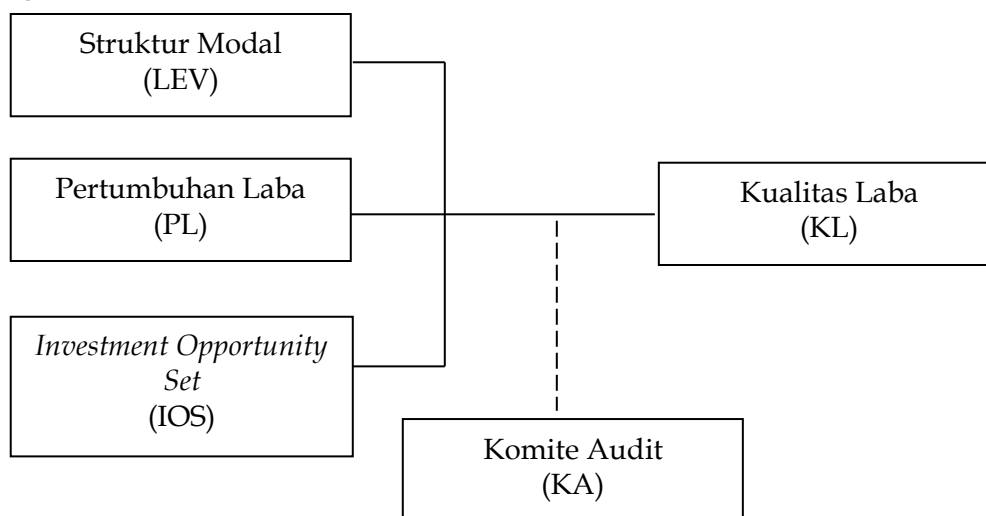 Struktur Modal
(LEV)
Pertumbuhan Laba
(PL)
Investment Opportunity
Set
(IOS)
Kualitas Laba
(KL)
Komite Audit
(KA)